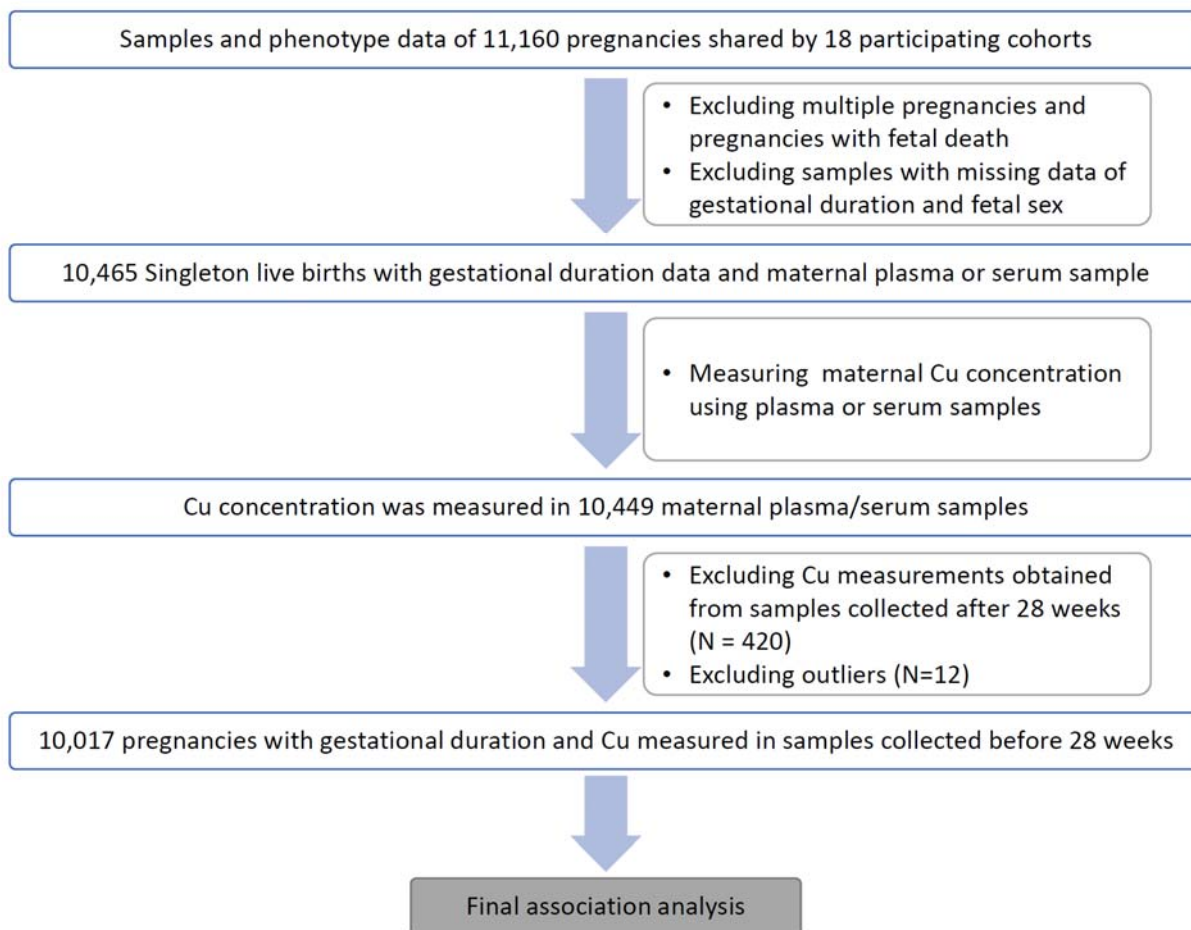 Samples and phenotype data of 11,160 pregnancies shared by 18 participating cohorts
• Excluding multiple pregnancies and
pregnancies with fetal death
• Excluding samples with missing data of
gestational duration and fetal sex
10,465 Singleton live births with gestational duration data and maternal plasma or serum sample
• Measuring maternal Cu concentration
using plasma or serum samples
Cu concentration was measured in 10,449 maternal plasma/serum samples
• Excluding Cu measurements obtained
from samples collected after 28 weeks
(N = 420)
• Excluding outliers (N=12)
10,017 pregnancies with gestational duration and Cu measured in samples collected before 28 weeks
Final association analysis